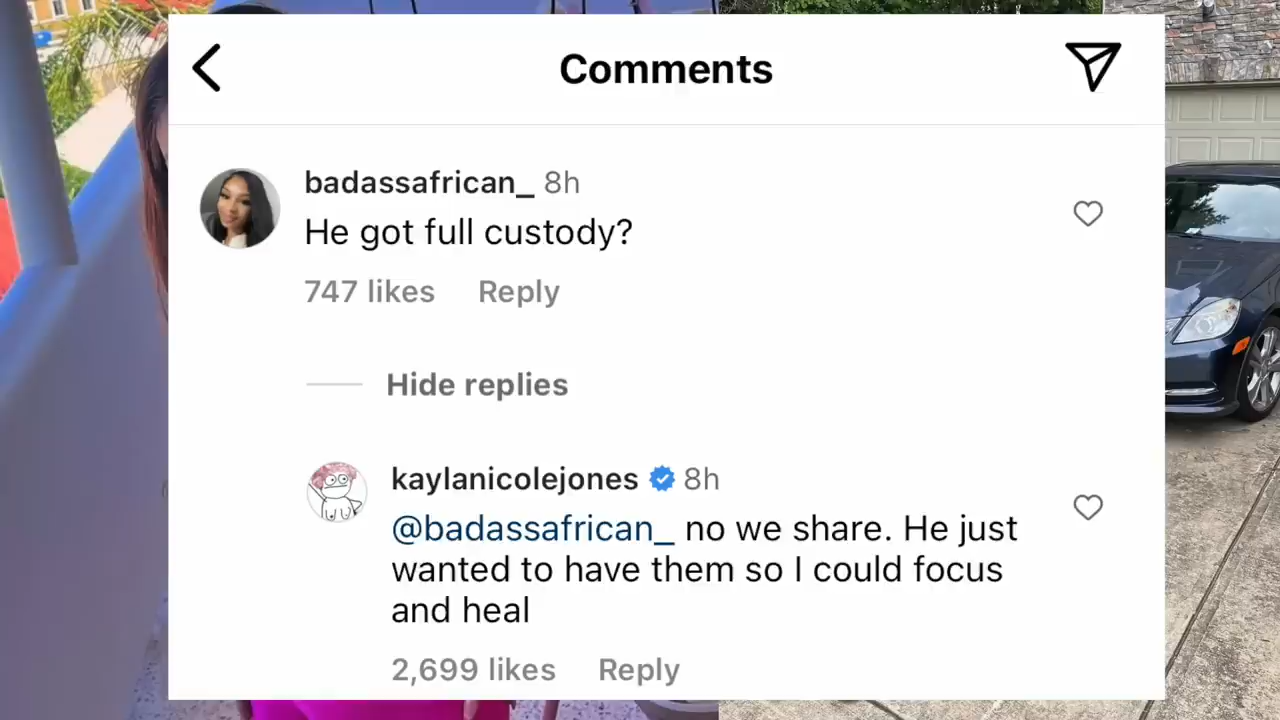 Comments
badassafrican_ 8h
He got full custody?
747 likes Reply
Hide replies
kaylanicolejones 8h
@badassafrican_ no we share. He just
wanted to have them so I could focus
and heal
2,699 likes Reply